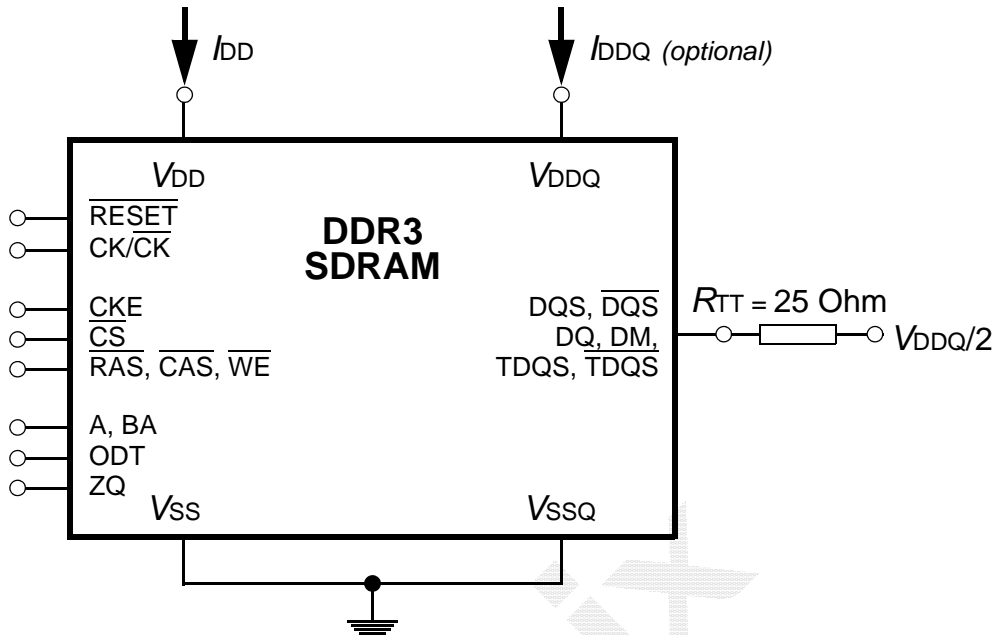 IDD
IDDQ (optional)
VDD
VDDQ
RESET
CK/CK
DDR3
SDRAM
CKE
CS
RAS, CAS, WE
DQS, DQS
DQ, DM,
TDQS, TDQS
RTT = 25 Ohm
VDDQ/2
A, BA
ODT
ZQ
VSS
VSSQ